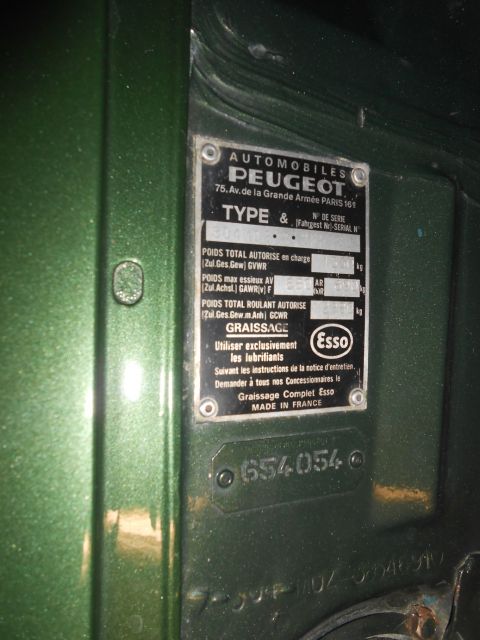 AUTOMOBILES
PEUGEOT
75, Av. de la Grande Armée PARIS 16e
TYPE & N° DE SERIE
(Fahrgest Nr)-SERIAL N°
POIDS TOTAL AUTORISE en charge
(Zul.Ges.Gew) GVWR kg
POIDS max essieux AV AR
(Zul.Achsl.) GAWR(v) F (h)R kg
POIDS TOTAL ROULANT AUTORISE
(Zul.Ges.Gew.m.Anh) GCWR kg
GRAISSAGE
Utiliser exclusivement
les lubrifiants
Esso
Suivant les instructions de la notice d'entretien.
Demander à tous nos Concessionnaires le
Graissage Complet Esso
MADE IN FRANCE
654054